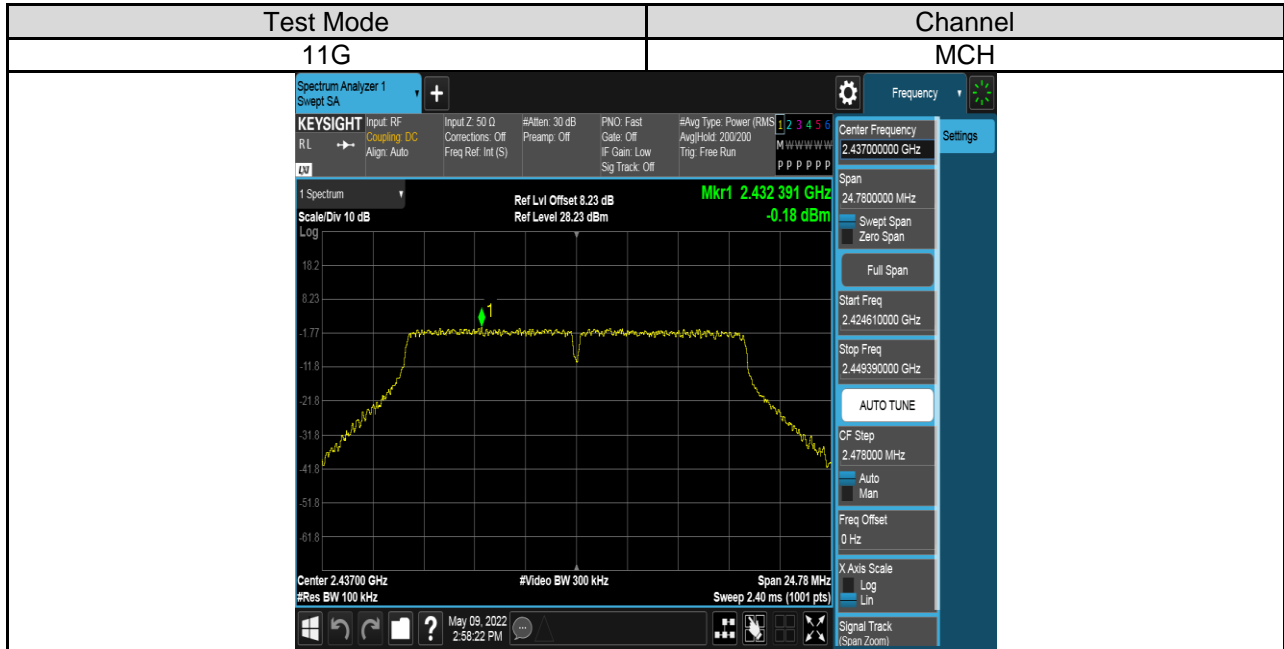 Test Mode Channel
11G MCH
Spectrum Analyzer 1
Swept SA
+
Frequency
KEYSIGHT
RL
LXI
Input: RF
Coupling: DC
Align: Auto
Input Z: 50 Ω
Corrections: Off
Freq Ref: Int (S)
#Atten: 30 dB
Preamp: Off
PNO: Fast
Gate: Off
IF Gain: Low
Sig Track: Off
#Avg Type: Power (RMS
Avg|Hold: 200/200
Trig: Free Run
1 2 3 4 5 6
M W W W W W
P P P P P P
1 Spectrum
Scale/Div 10 dB
Log
Ref Lvl Offset 8.23 dB
Ref Level 28.23 dBm
Mkr1 2.432 391 GHz
-0.18 dBm
18.2
8.23
-1.77
-11.8
-21.8
-31.8
-41.8
-51.8
-61.8
1
Center 2.43700 GHz
#Res BW 100 kHz
#Video BW 300 kHz
Span 24.78 MHz
Sweep 2.40 ms (1001 pts)
?
May 09, 2022
2:58:22 PM
Center Frequency
2.437000000 GHz
Settings
Span
24.7800000 MHz
Swept Span
Zero Span
Full Span
Start Freq
2.424610000 GHz
Stop Freq
2.449390000 GHz
AUTO TUNE
CF Step
2.478000 MHz
Auto
Man
Freq Offset
0 Hz
X Axis Scale
Log
Lin
Signal Track
(Span Zoom)